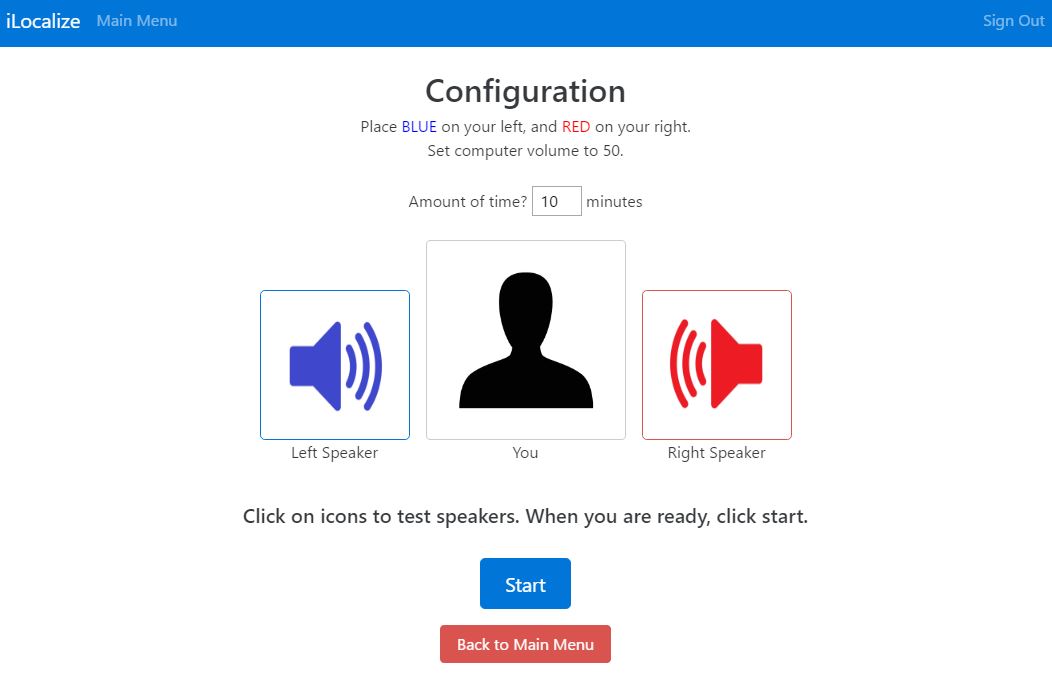 iLocalize Main Menu Sign Out
Configuration
Place BLUE on your left, and RED on your right.
Set computer volume to 50.
Amount of time? 10 minutes
Left Speaker You Right Speaker
Click on icons to test speakers. When you are ready, click start.
Start
Back to Main Menu